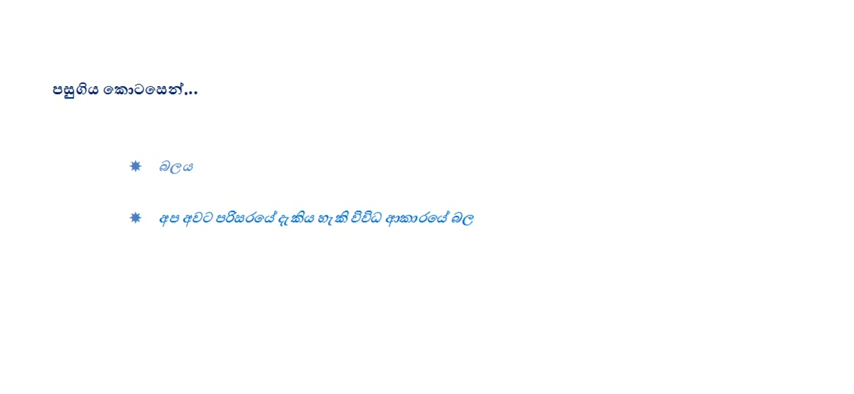 පසුගිය කොටසෙන්...
බලය
අප අවට පරිසරයේ දැකිය හැකි විවිධ ආකාරයේ බල